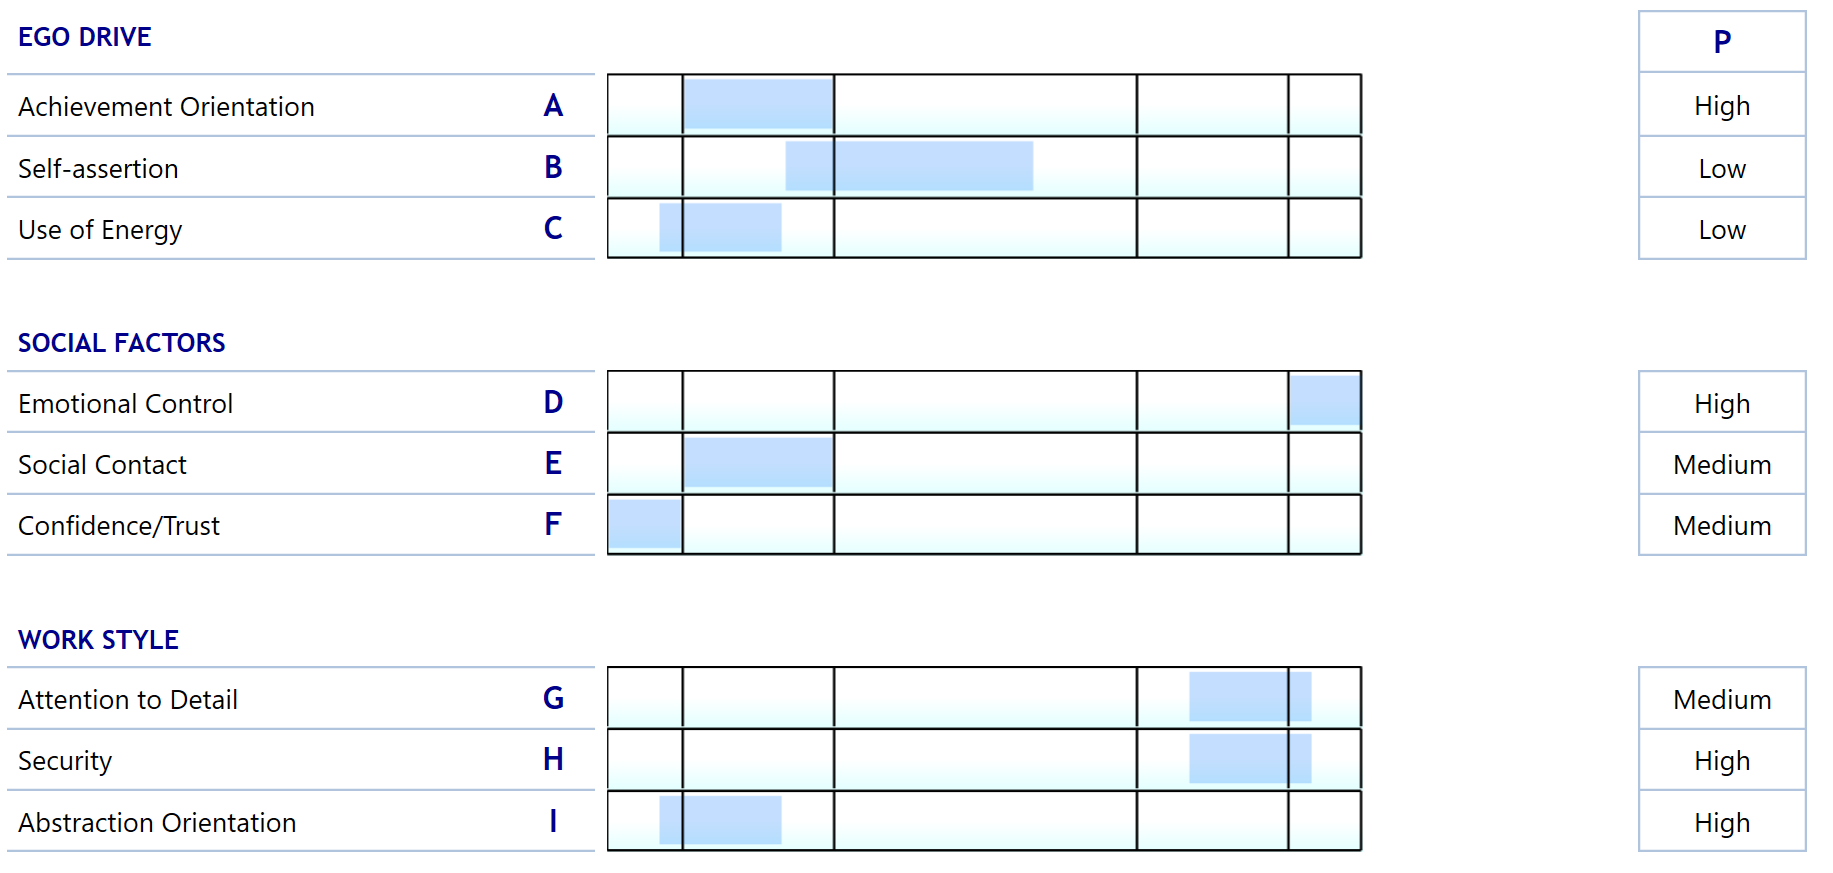 EGO DRIVE P
Achievement Orientation A High
Self-assertion B Low
Use of Energy C Low
SOCIAL FACTORS
Emotional Control D High
Social Contact E Medium
Confidence/Trust F Medium
WORK STYLE
Attention to Detail G Medium
Security H High
Abstraction Orientation I High